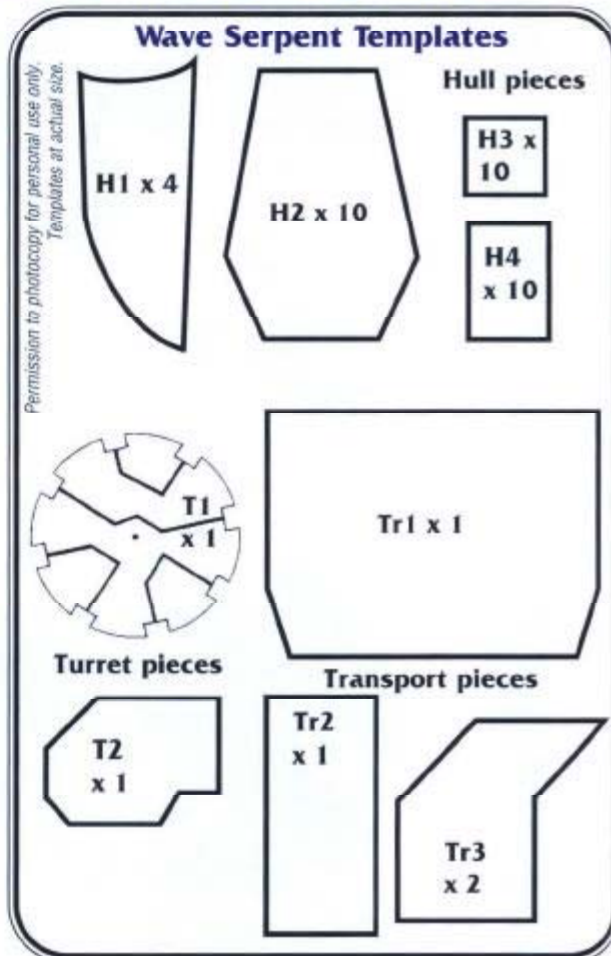 Wave Serpent Templates
Permission to photocopy for personal use only.
Templates at actual size.
Hull pieces
H1 x 4
H2 x 10
H3 x
10
H4
x 10
T1
x 1
Tr1 x 1
Turret pieces
Transport pieces
T2
x 1
Tr2
x 1
Tr3
x 2